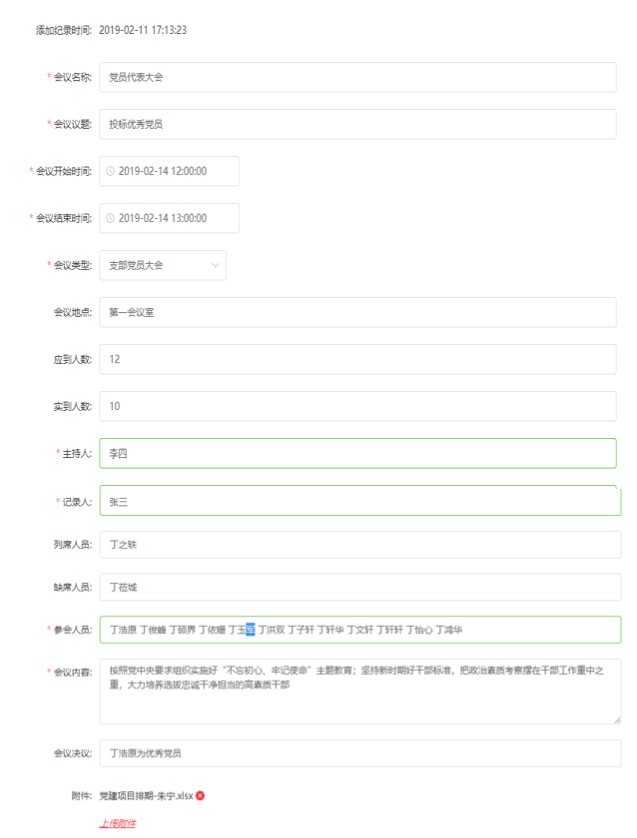 添加纪录时间: 2019-02-11 17:13:23
* 会议名称: 党员代表大会
* 会议议题: 投标优秀党员
* 会议开始时间: 2019-02-14 12:00:00
* 会议结束时间: 2019-02-14 13:00:00
* 会议类型: 支部党员大会
会议地点: 第一会议室
应到人数: 12
实到人数: 10
* 主持人: 李四
* 记录人: 张三
列席人员: 丁之轶
缺席人员: 丁莅城
* 参会人员: 丁浩原 丁俊峰 丁硕界 丁依姗 丁玉 丁洪双 丁子轩 丁轩华 丁文轩 丁轩轩 丁怡心 丁鸿华
* 会议内容: 按照党中央要求组织实施好“不忘初心、牢记使命”主题教育；坚持新时期好干部标准，把政治素质考察摆在干部工作重中之
重，大力培养选拔忠诚干净担当的高素质干部
会议决议: 丁浩原为优秀党员
附件: 党建项目排期-朱宁.xlsx
上传附件